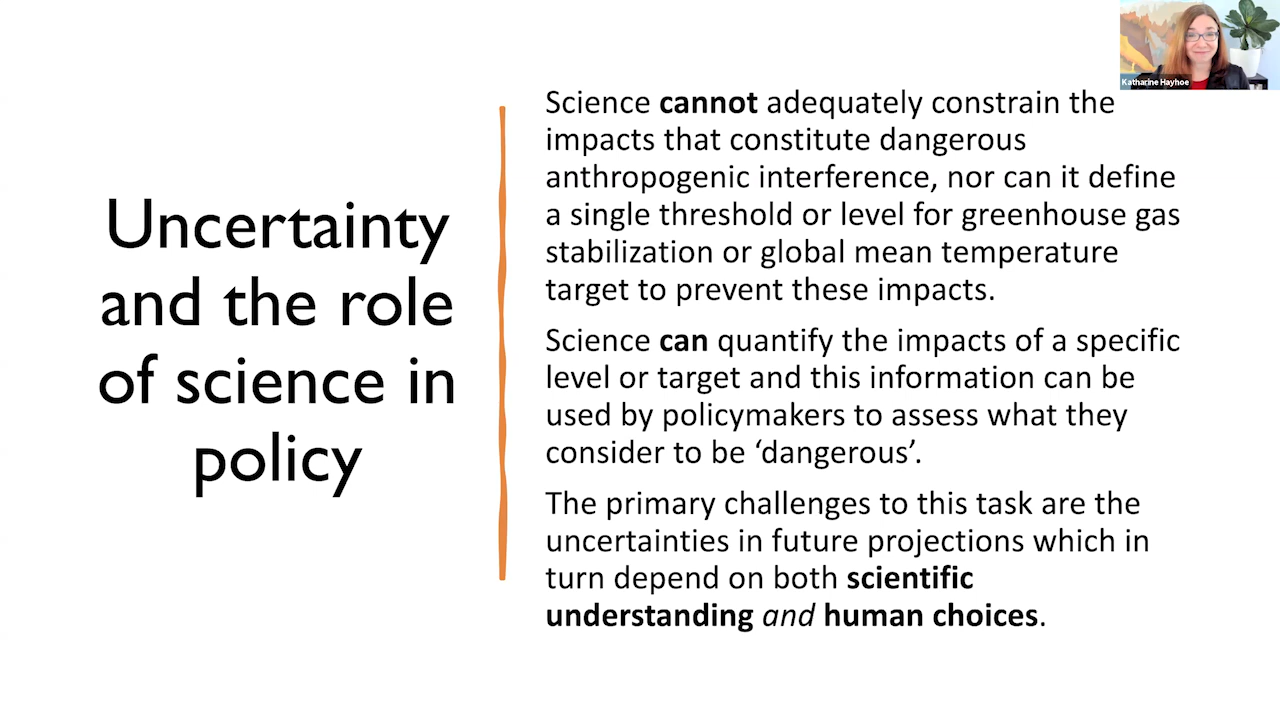 Katharine Hayhoe
Uncertainty
and the role
of science in
policy
Science cannot adequately constrain the
impacts that constitute dangerous
anthropogenic interference, nor can it define
a single threshold or level for greenhouse gas
stabilization or global mean temperature
target to prevent these impacts.
Science can quantify the impacts of a specific
level or target and this information can be
used by policymakers to assess what they
consider to be ‘dangerous’.
The primary challenges to this task are the
uncertainties in future projections which in
turn depend on both scientific
understanding and human choices.